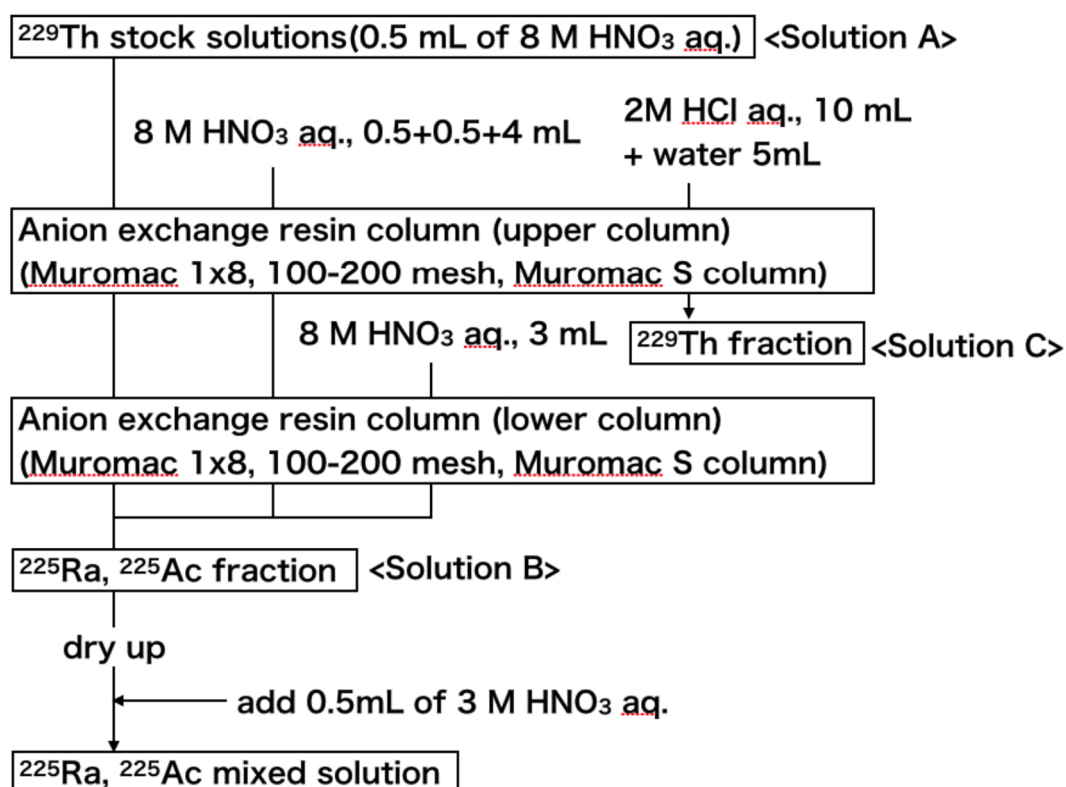 229Th stock solutions(0.5 mL of 8 M HNO3 aq.) <Solution A>
8 M HNO3 aq., 0.5+0.5+4 mL
2M HCl aq., 10 mL
+ water 5mL
Anion exchange resin column (upper column)
(Muromac 1x8, 100-200 mesh, Muromac S column)
8 M HNO3 aq., 3 mL
229Th fraction <Solution C>
Anion exchange resin column (lower column)
(Muromac 1x8, 100-200 mesh, Muromac S column)
225Ra, 225Ac fraction <Solution B>
dry up
add 0.5mL of 3 M HNO3 aq.
225Ra, 225Ac mixed solution